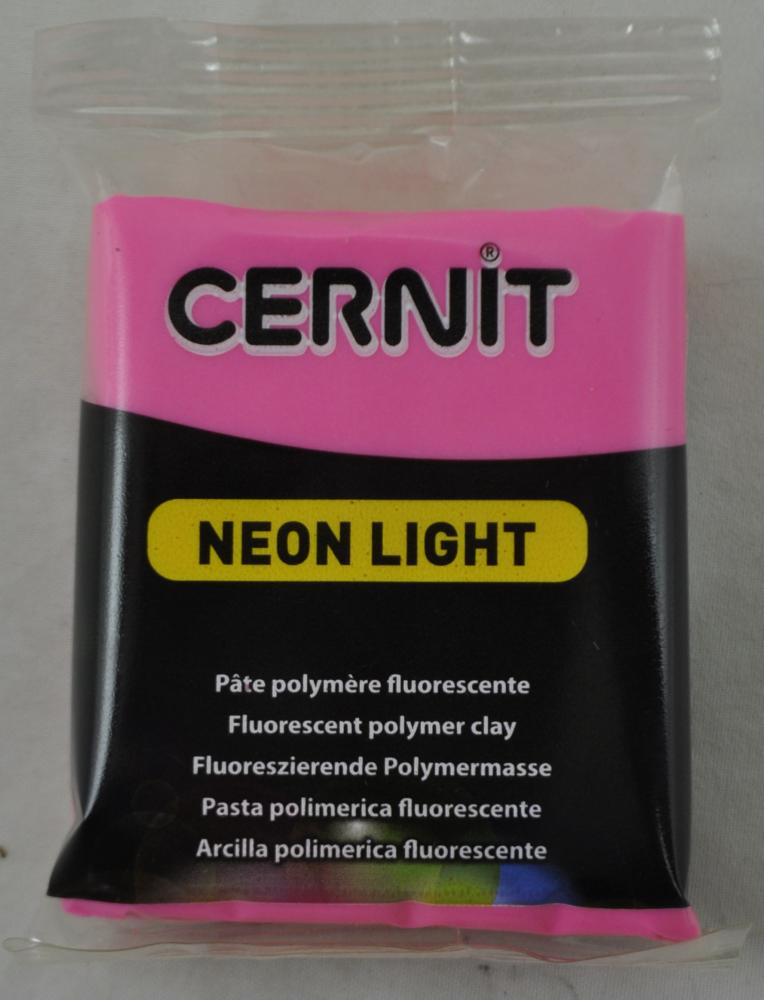 CERNiT®
NEON LIGHT
Pâte polymère fluorescente
Fluorescent polymer clay
Fluoreszierende Polymermasse
Pasta polimerica fluorescente
Arcilla polimerica fluorescente